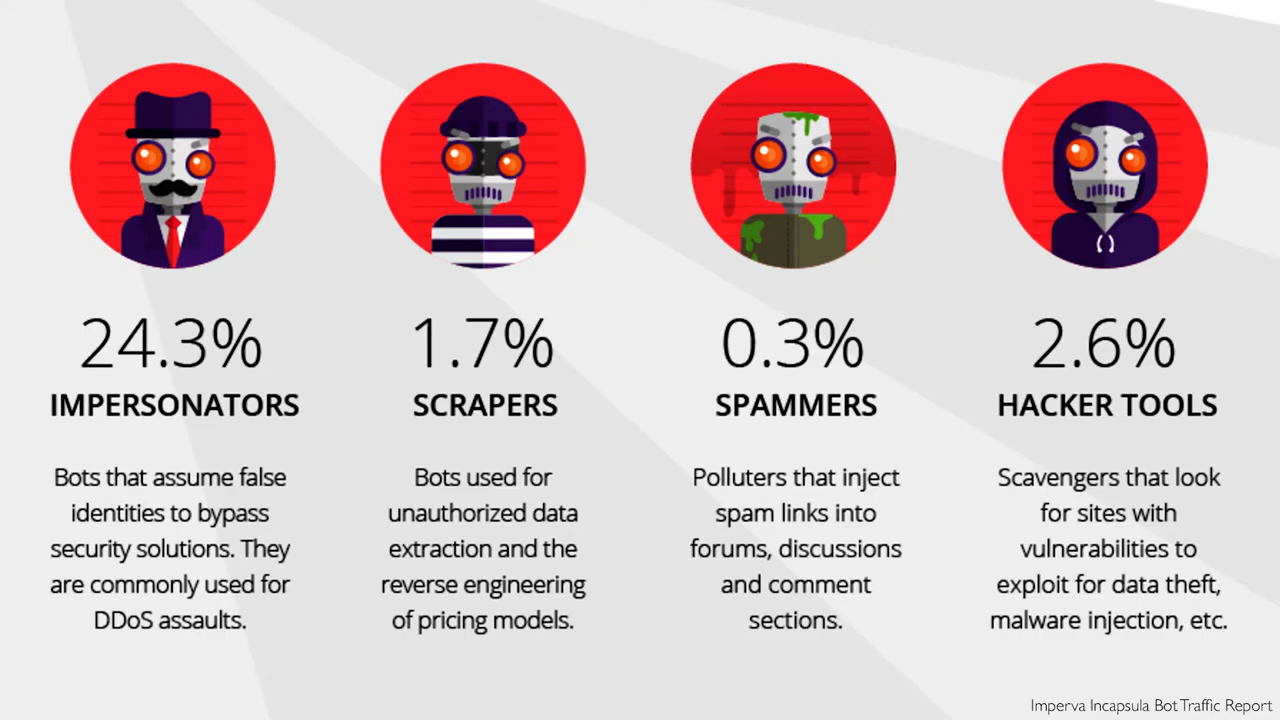 24.3%
IMPERSONATORS
Bots that assume false
identities to bypass
security solutions. They
are commonly used for
DDoS assaults.
1.7%
SCRAPERS
Bots used for
unauthorized data
extraction and the
reverse engineering
of pricing models.
0.3%
SPAMMERS
Polluters that inject
spam links into
forums, discussions
and comment
sections.
2.6%
HACKER TOOLS
Scavengers that look
for sites with
vulnerabilities to
exploit for data theft,
malware injection, etc.
Imperva Incapsula Bot Traffic Report